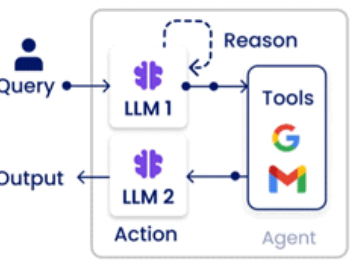 Reason
Query
LLM 1
Tools
LLM 2
Output
Action
Agent